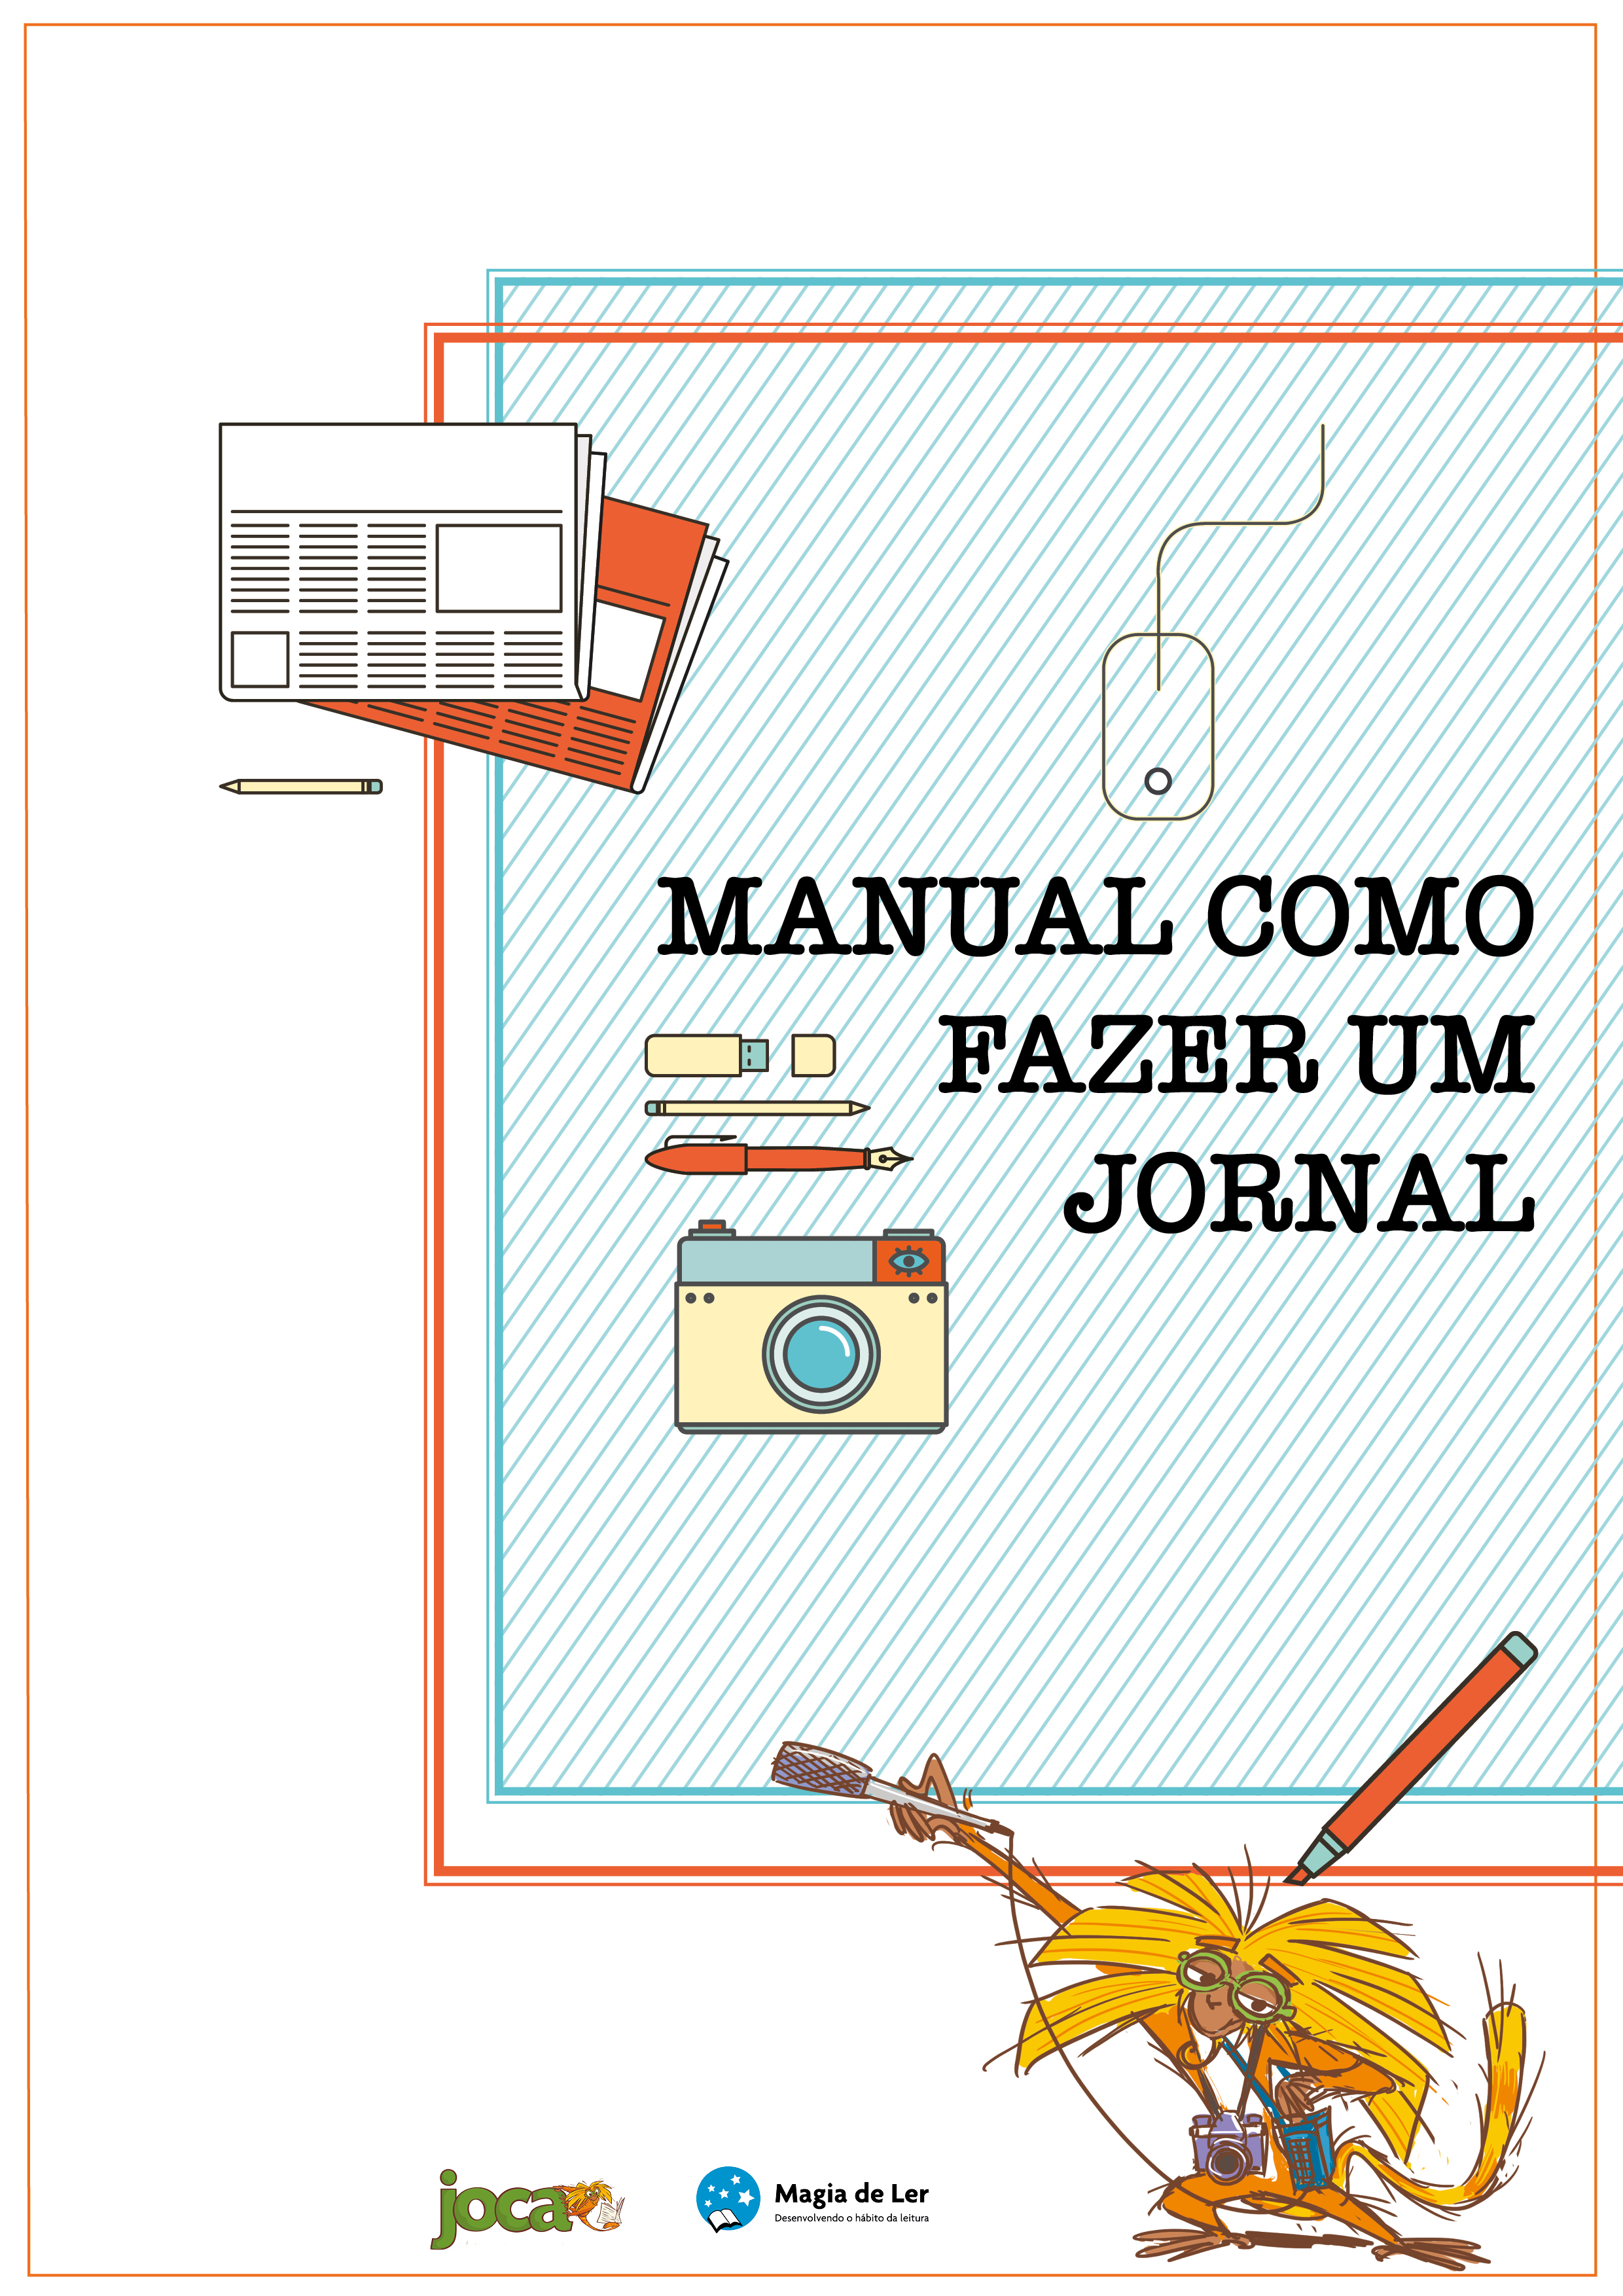 MANUAL COMO
FAZER UM
JORNAL
joca
Magia de Ler
Desenvolvendo o hábito da leitura